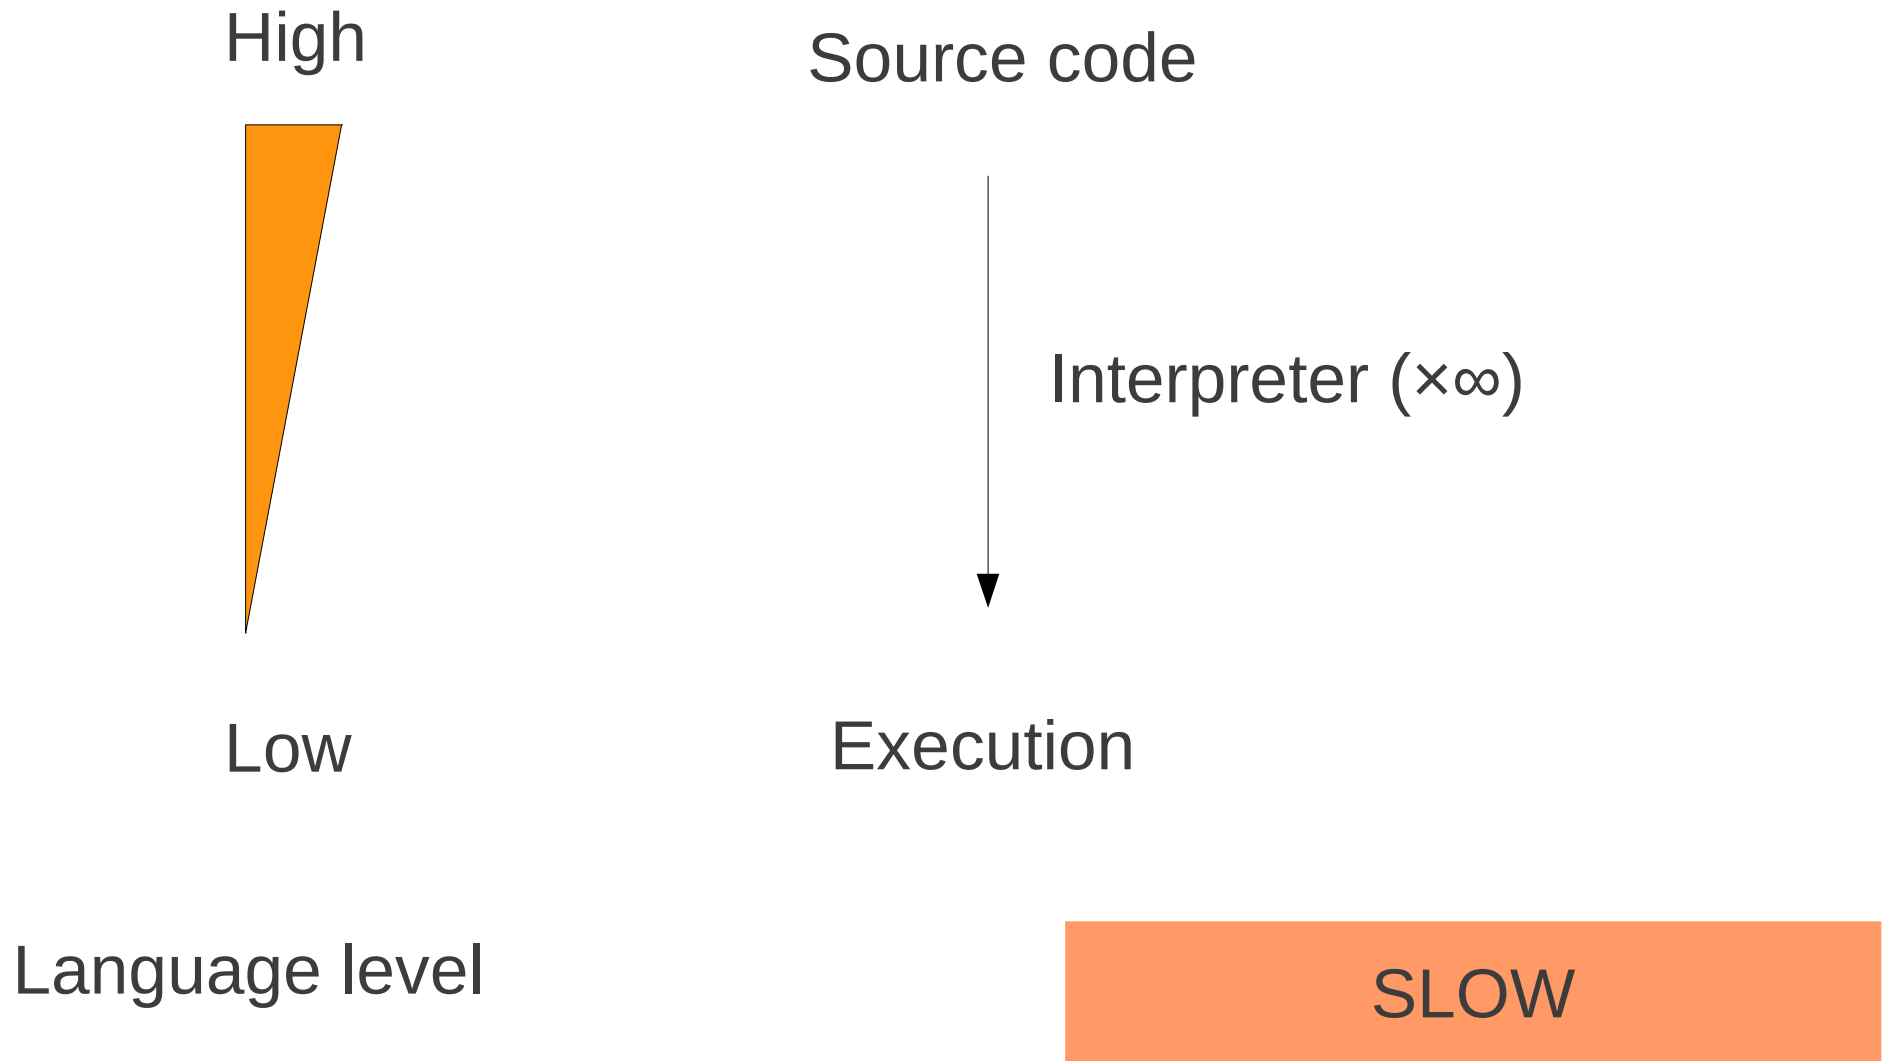 High
Source code
Interpreter (×∞)
Low
Execution
Language level
SLOW